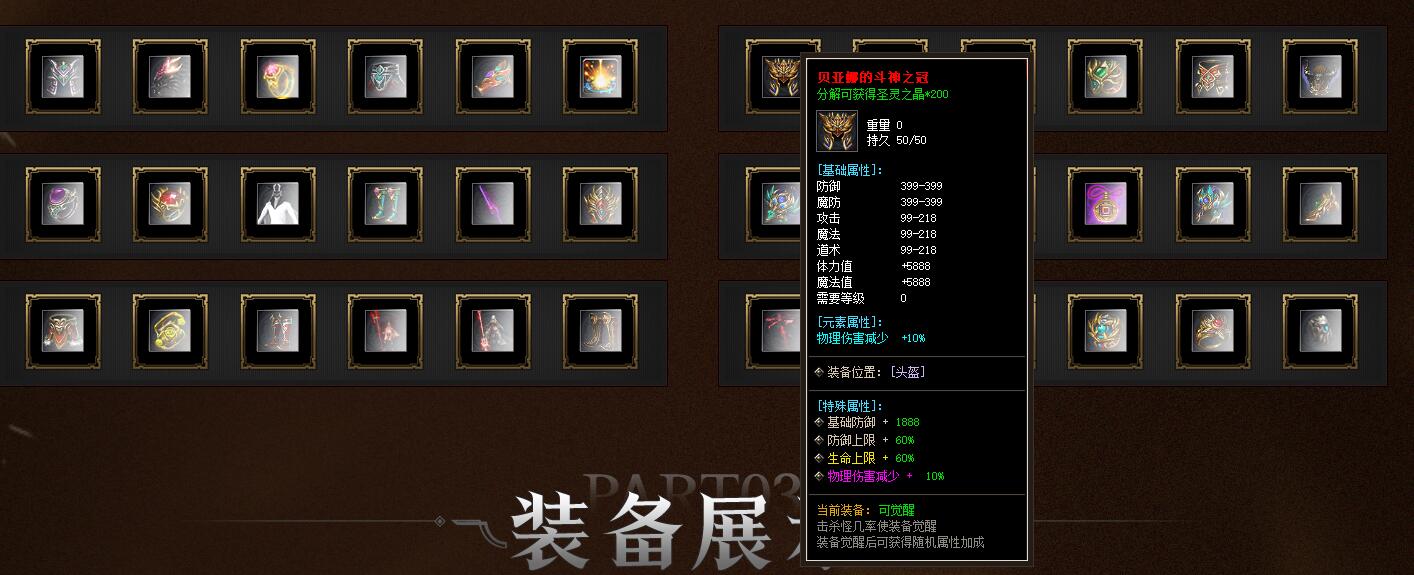 贝亚娜的斗神之冠
分解可获得圣灵之晶*200
重量 0
持久 50/50
[基础属性]:
防御 399-399
魔防 399-399
攻击 99-218
魔法 99-218
道术 99-218
体力值 +5888
魔法值 +5888
需要等级 0
[元素属性]:
物理伤害减少 +10%
装备位置: [头盔]
[特殊属性]:
基础防御 + 1888
防御上限 + 60%
生命上限 + 60%
物理伤害减少 + 10%
当前装备: 可觉醒
击杀怪几率使装备觉醒
装备觉醒后可获得随机属性加成
PART03
装备展